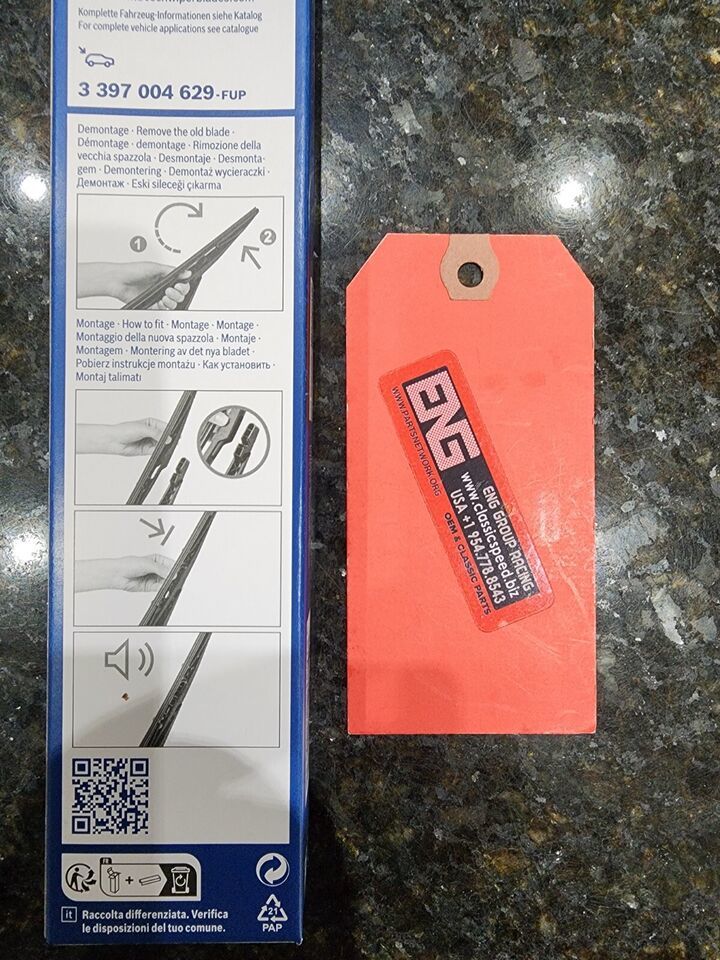 Komplette Fahrzeug-Informationen siehe Katalog
For complete vehicle applications see catalogue
3 397 004 629-FUP
Demontage · Remove the old blade ·
Démontage · demontage · Rimozione della
vecchia spazzola · Desmontaje · Desmonta-
gem · Demontering · Demontaż wycieraczki ·
Демонтаж · Eski sileceği çıkarma
1
2
Montage · How to fit · Montage · Montage ·
Montaggio della nuova spazzola · Montaje ·
Montagem · Montering av det nya bladet ·
Pobierz instrukcje montażu · Как установить ·
Montaj talimatı
FR
+
it Raccolta differenziata. Verifica
le disposizioni del tuo comune.
21
PAP
ENG
WWW.PARTSNETWORK.ORG
ENG GROUP RACING
www.classicspeed.biz
USA +1 954.778.8543
OEM & CLASSIC PARTS